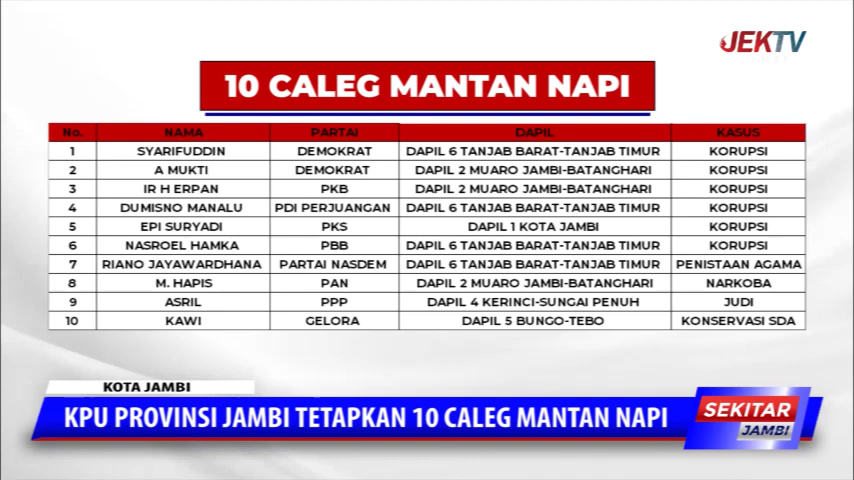 JEKTV
10 CALEG MANTAN NAPI
No. NAMA PARTAI DAPIL KASUS
1 SYARIFUDDIN DEMOKRAT DAPIL 6 TANJAB BARAT-TANJAB TIMUR KORUPSI
2 A MUKTI DEMOKRAT DAPIL 2 MUARO JAMBI-BATANGHARI KORUPSI
3 IR H ERPAN PKB DAPIL 2 MUARO JAMBI-BATANGHARI KORUPSI
4 DUMISNO MANALU PDI PERJUANGAN DAPIL 6 TANJAB BARAT-TANJAB TIMUR KORUPSI
5 EPI SURYADI PKS DAPIL 1 KOTA JAMBI KORUPSI
6 NASROEL HAMKA PBB DAPIL 6 TANJAB BARAT-TANJAB TIMUR KORUPSI
7 RIANO JAYAWARDHANA PARTAI NASDEM DAPIL 6 TANJAB BARAT-TANJAB TIMUR PENISTAAN AGAMA
8 M. HAPIS PAN DAPIL 2 MUARO JAMBI-BATANGHARI NARKOBA
9 ASRIL PPP DAPIL 4 KERINCI-SUNGAI PENUH JUDI
10 KAWI GELORA DAPIL 5 BUNGO-TEBO KONSERVASI SDA
KOTA JAMBI
KPU PROVINSI JAMBI TETAPKAN 10 CALEG MANTAN NAPI
SEKITAR
JAMBI